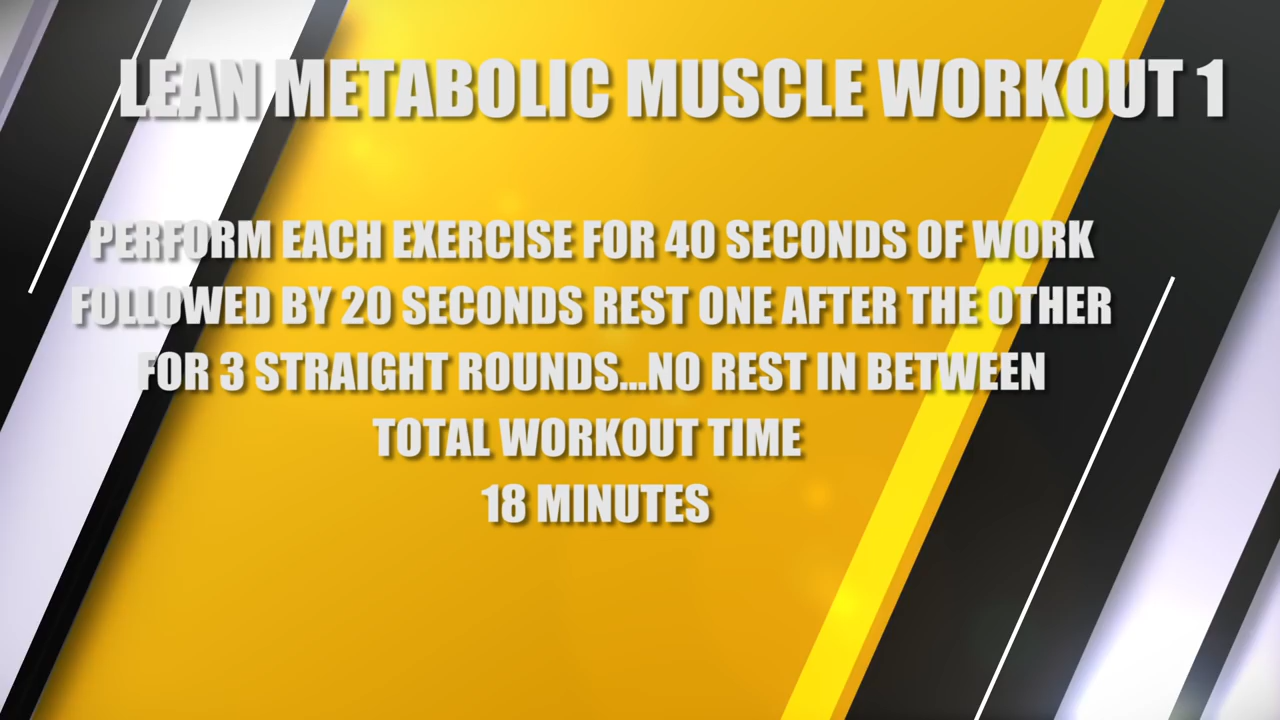 LEAN METABOLIC MUSCLE WORKOUT 1
PERFORM EACH EXERCISE FOR 40 SECONDS OF WORK
FOLLOWED BY 20 SECONDS REST ONE AFTER THE OTHER
FOR 3 STRAIGHT ROUNDS...NO REST IN BETWEEN
TOTAL WORKOUT TIME
18 MINUTES